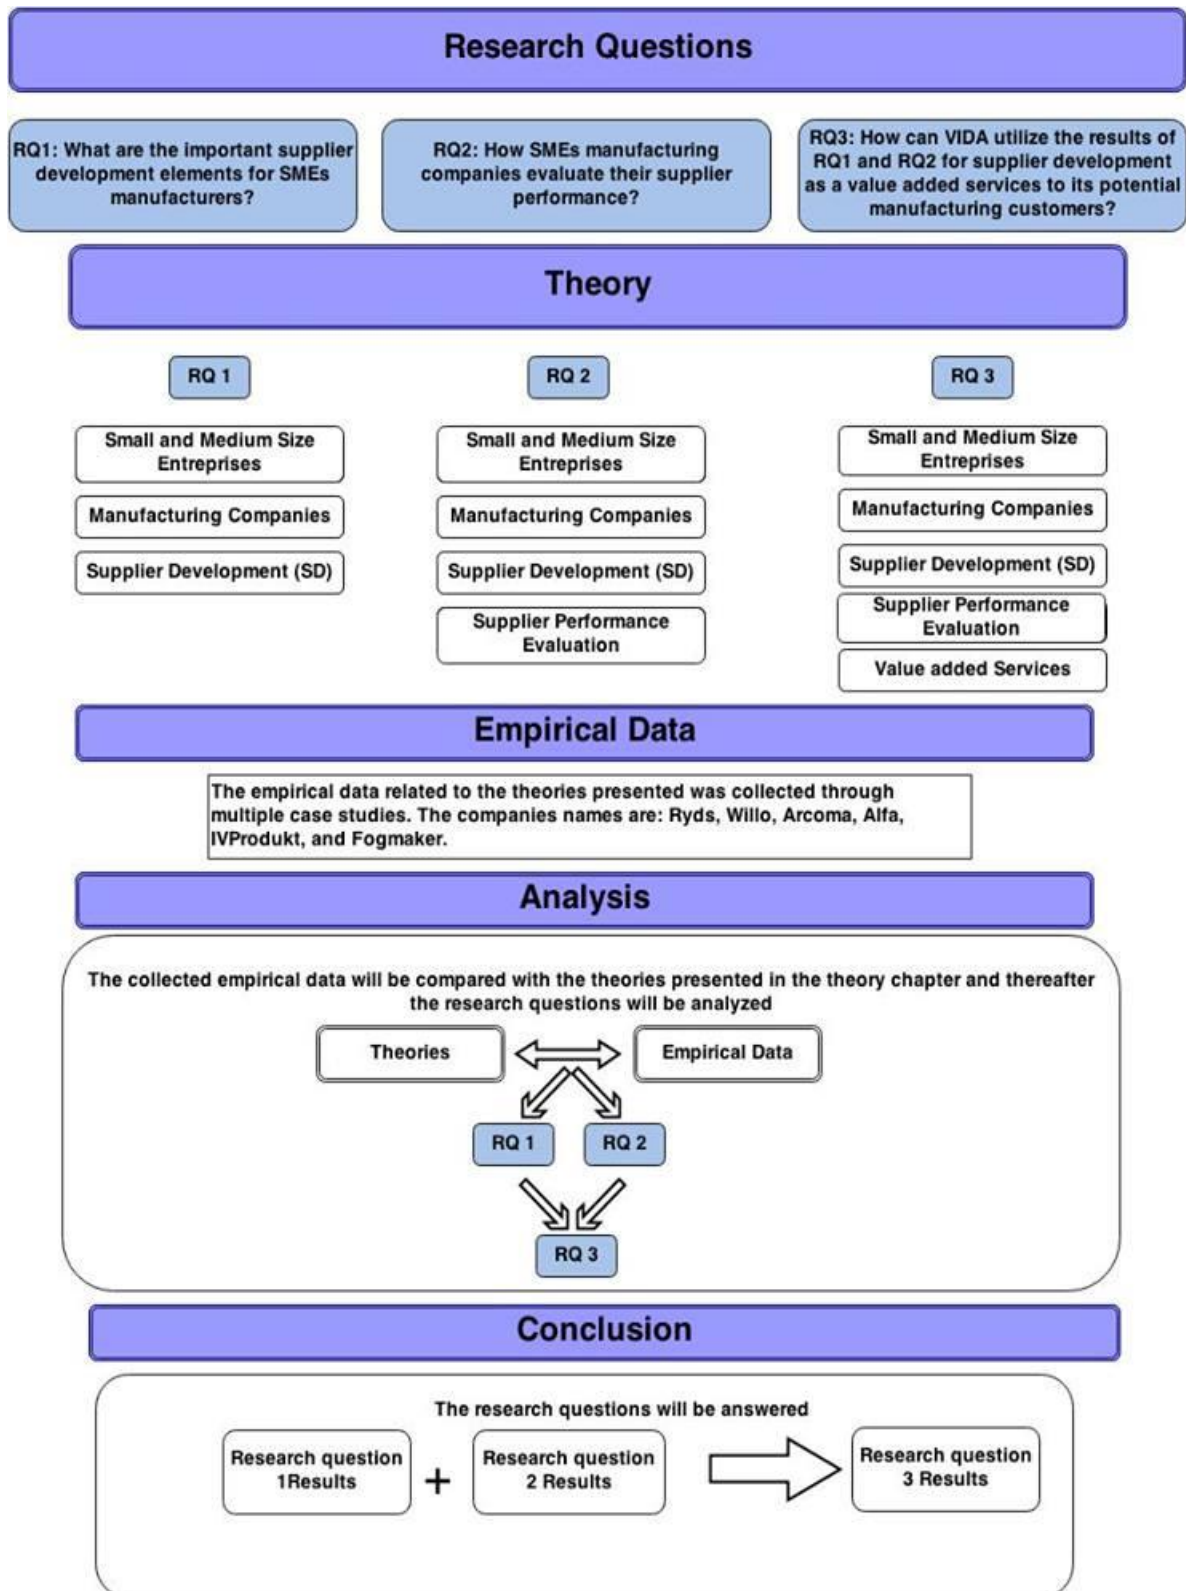 Research Questions
RQ1: What are the important supplier
development elements for SMEs
manufacturers?
RQ2: How SMEs manufacturing
companies evaluate their supplier
performance?
RQ3: How can VIDA utilize the results of
RQ1 and RQ2 for supplier development
as a value added services to its potential
manufacturing customers?
Theory
RQ 1
Small and Medium Size
Entreprises
Manufacturing Companies
Supplier Development (SD)
RQ 2
Small and Medium Size
Entreprises
Manufacturing Companies
Supplier Development (SD)
Supplier Performance
Evaluation
RQ 3
Small and Medium Size
Entreprises
Manufacturing Companies
Supplier Development (SD)
Supplier Performance
Evaluation
Value added Services
Empirical Data
The empirical data related to the theories presented was collected through
multiple case studies. The companies names are: Ryds, Willo, Arcoma, Alfa,
IVProdukt, and Fogmaker.
Analysis
The collected empirical data will be compared with the theories presented in the theory chapter and thereafter
the research questions will be analyzed
Theories
Empirical Data
RQ 1
RQ 2
RQ 3
Conclusion
The research questions will be answered
Research question
1Results
+
Research question
2 Results
Research question
3 Results